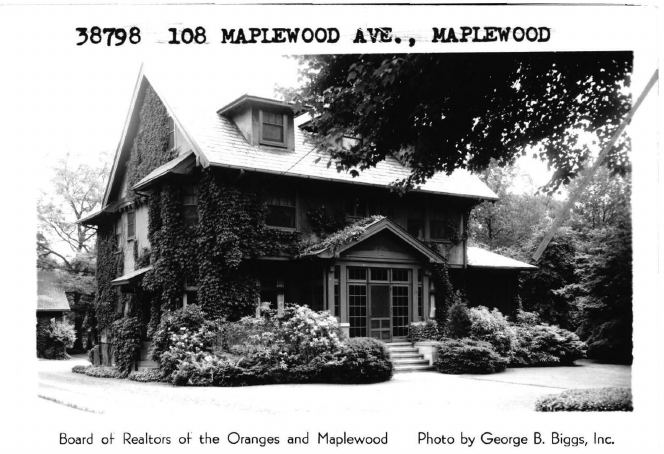 38798 108 MAPLEWOOD AVE., MAPLEWOOD
Board of Realtors of the Oranges and Maplewood Photo by George B. Biggs, Inc.